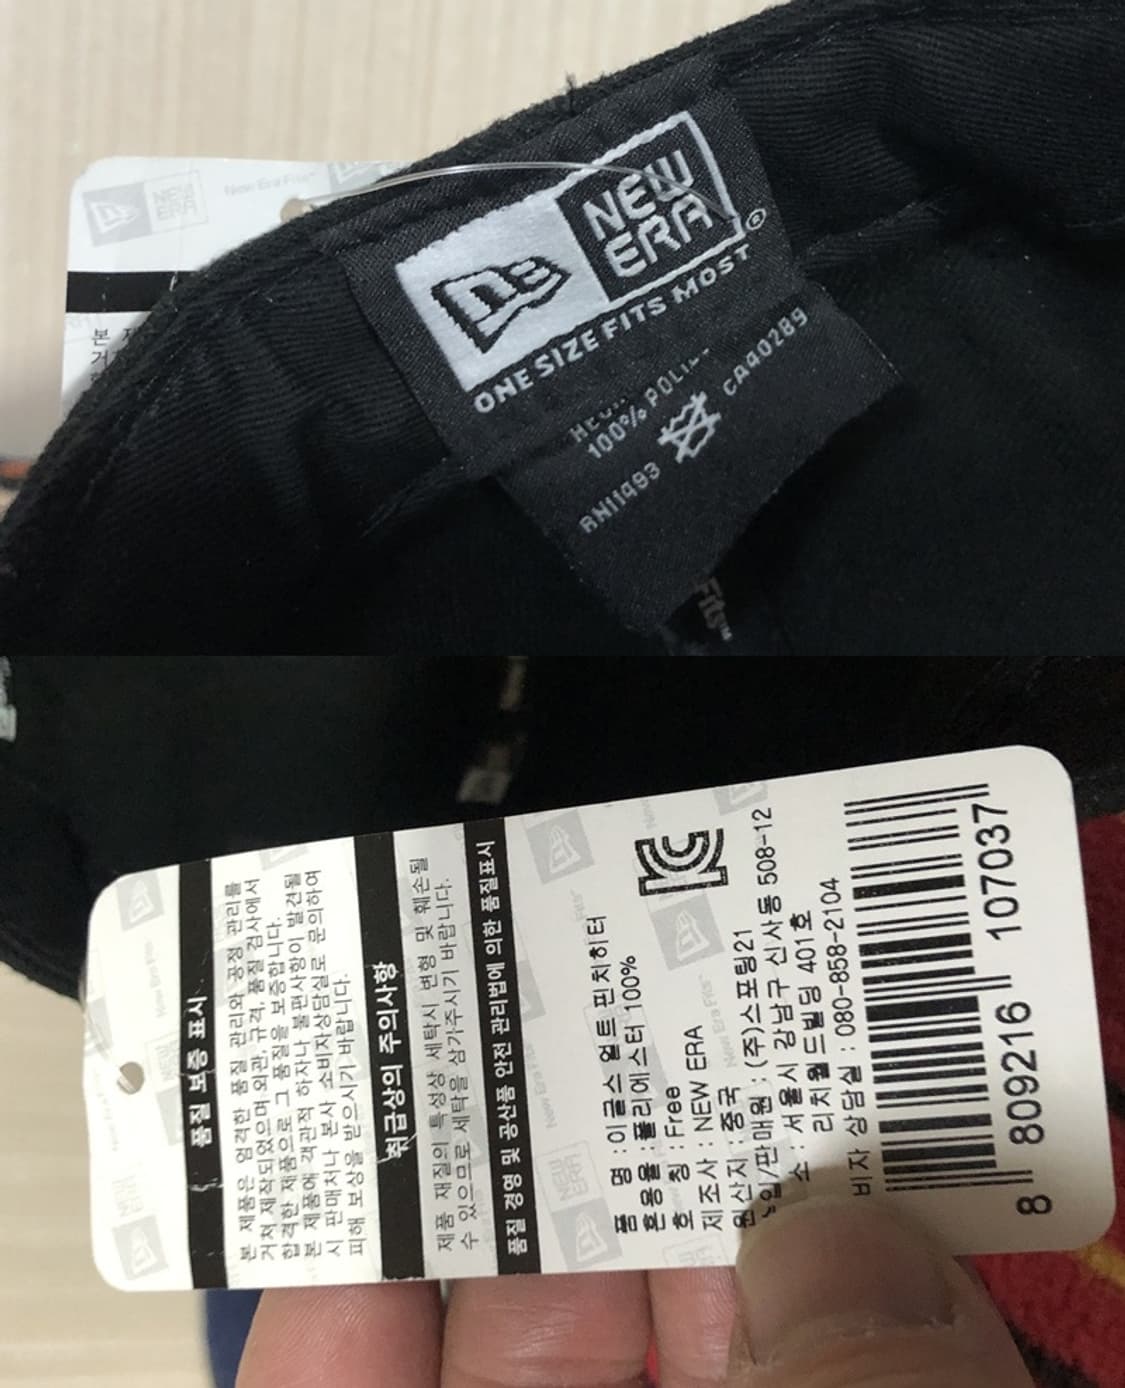 NEW ERA
New Era Fits™
본 제
NEW
ERA
®
ONE SIZE FITS MOST
100% POLY
RN11493
CA40289
품질 보증 표시
본 제품은 엄격한 품질 관리와 공정 관리를
거쳐 제작되었으며 외관, 규격, 품질 검사에서
합격한 제품으로 그 품질을 보증합니다.
본 제품에 객관적 하자나 불편사항이 발견될
시 판매처나 본사 소비자상담실로 문의하여
피해 보상을 받으시기 바랍니다.
취급상의 주의사항
제품 재질의 특성상 세탁시 변형 및 훼손될
수 있으므로 세탁을 삼가주시기 바랍니다.
품질 경영 및 공산품 안전 관리법에 의한 품질표시
품 명 : 이글스 얼트 핀치히터
혼용율 : 폴리에스터 100%
호 칭 : Free
제조사 : NEW ERA
원산지 : 중국
입/판매원 : (주)스포팅21
소 : 서울시 강남구 신사동 508-12
리치월드빌딩 401호
비자 상담실 : 080-858-2104
8 809216 107037